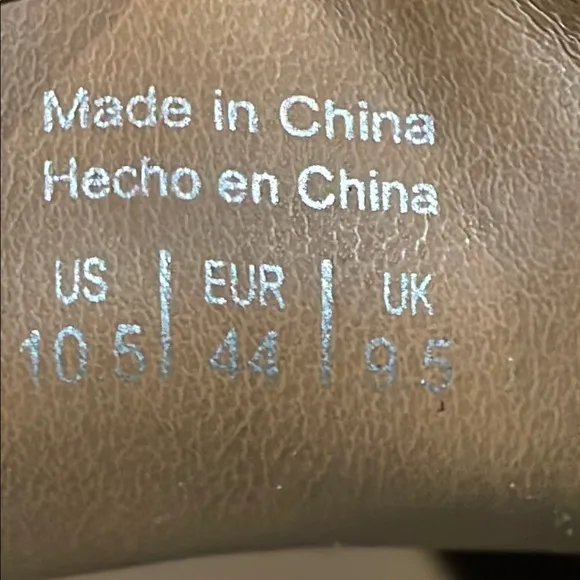 Made in China
Hecho en China
US | EUR | UK
10.5 | 44 | 9.5